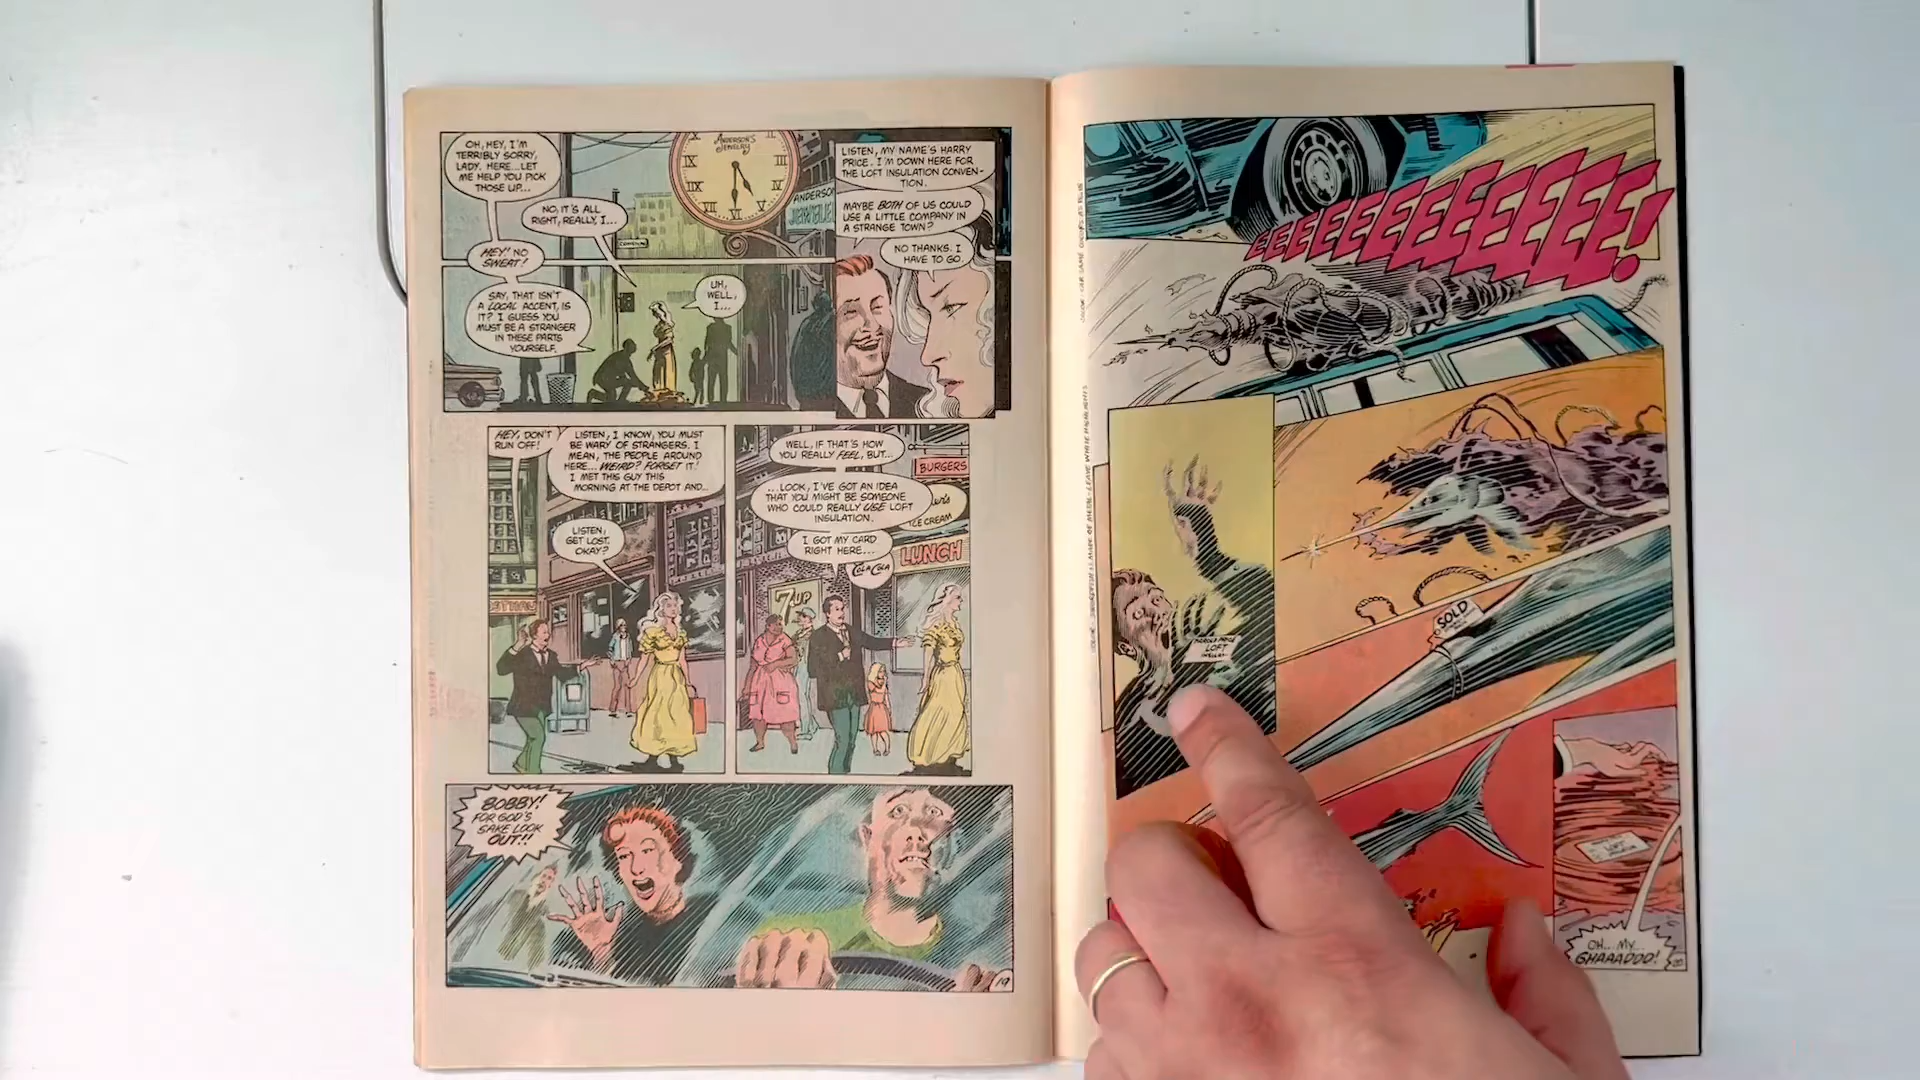 OH, HEY, I'M
TERRIBLY SORRY,
LADY. HERE...LET
ME HELP YOU PICK
THOSE UP...
NO, IT'S ALL
RIGHT, REALLY, I...
HEY! NO
SWEAT!
SAY, THAT ISN'T
A LOCAL ACCENT, IS
IT? I GUESS YOU
MUST BE A STRANGER
IN THESE PARTS
YOURSELF.
UH,
WELL,
I...
ANDERSON'S
JEWELRY
LISTEN, MY NAME'S HARRY
PRICE. I'M DOWN HERE FOR
THE LOFT INSULATION CONVEN-
TION.
MAYBE BOTH OF US COULD
USE A LITTLE COMPANY IN
A STRANGE TOWN?
NO THANKS. I
HAVE TO GO.
HEY, DON'T
RUN OFF!
LISTEN, I KNOW, YOU MUST
BE WARY OF STRANGERS. I
MEAN, THE PEOPLE AROUND
HERE... WEIRD? FORGET IT!
I MET THIS GUY THIS
MORNING AT THE DEPOT AND...
LISTEN,
GET LOST.
OKAY?
WELL, IF THAT'S HOW
YOU REALLY FEEL, BUT...
...LOOK, I'VE GOT AN IDEA
THAT YOU MIGHT BE SOMEONE
WHO COULD REALLY USE LOFT
INSULATION.
I GOT MY CARD
RIGHT HERE...
BURGERS
ICE CREAM
LUNCH
COLA COLA
7UP
BOBBY!
FOR GOD'S
SAKE LOOK
OUT!!
19
EEEEEEEEEEEEE!
LOFT
SOLD
OH... MY...
GHAAADDD!
20